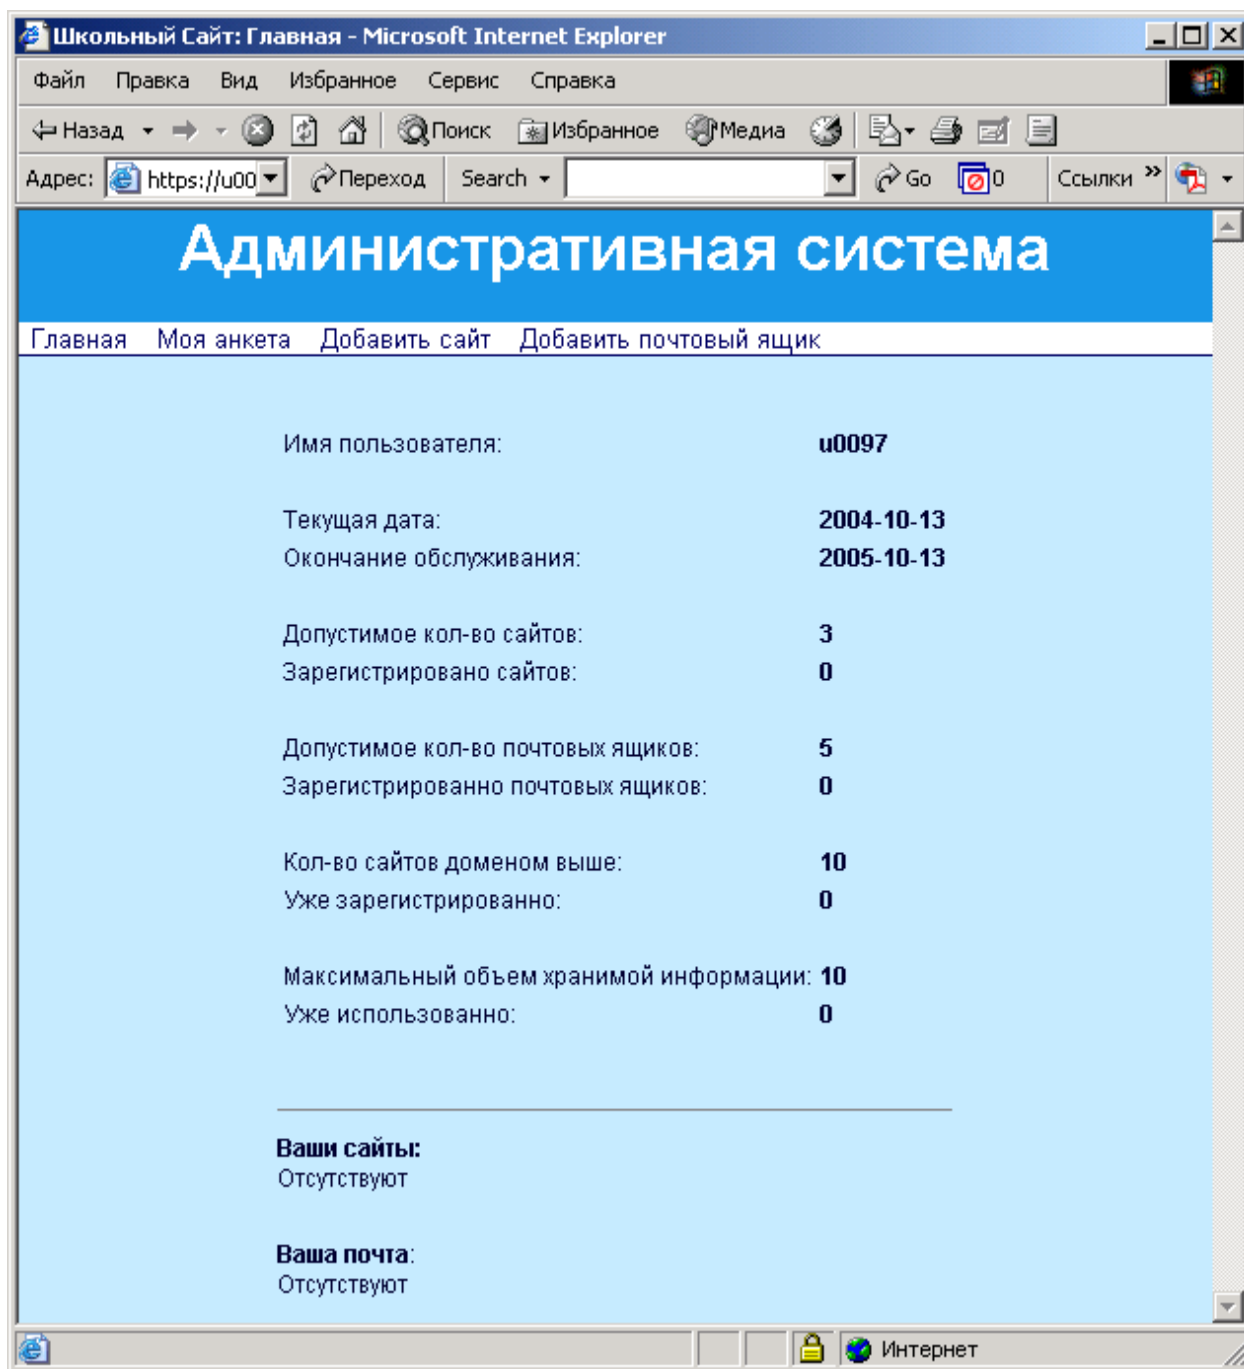 Школьный Сайт: Главная - Microsoft Internet Explorer
Файл Правка Вид Избранное Сервис Справка
Назад Поиск Избранное Медиа
Адрес: https://u00 Переход Search Go 0 Ссылки »
Административная система
Главная Моя анкета Добавить сайт Добавить почтовый ящик
Имя пользователя: u0097
Текущая дата: 2004-10-13
Окончание обслуживания: 2005-10-13
Допустимое кол-во сайтов: 3
Зарегистрировано сайтов: 0
Допустимое кол-во почтовых ящиков: 5
Зарегистрированно почтовых ящиков: 0
Кол-во сайтов доменом выше: 10
Уже зарегистрированно: 0
Максимальный объем хранимой информации: 10
Уже использованно: 0
Ваши сайты:
Отсутствуют
Ваша почта:
Отсутствуют
Интернет